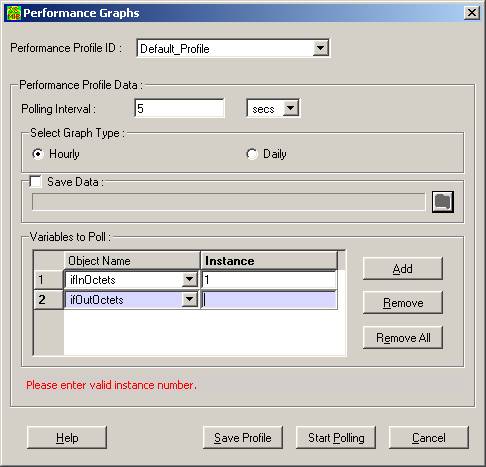 Performance Graphs
Performance Profile ID : Default_Profile
Performance Profile Data :
Polling Interval : 5 secs
Select Graph Type :
Hourly Daily
Save Data :
Variables to Poll :
Object Name Instance
1 ifInOctets 1
2 ifOutOctets
Add
Remove
Remove All
Please enter valid instance number.
Help Save Profile Start Polling Cancel